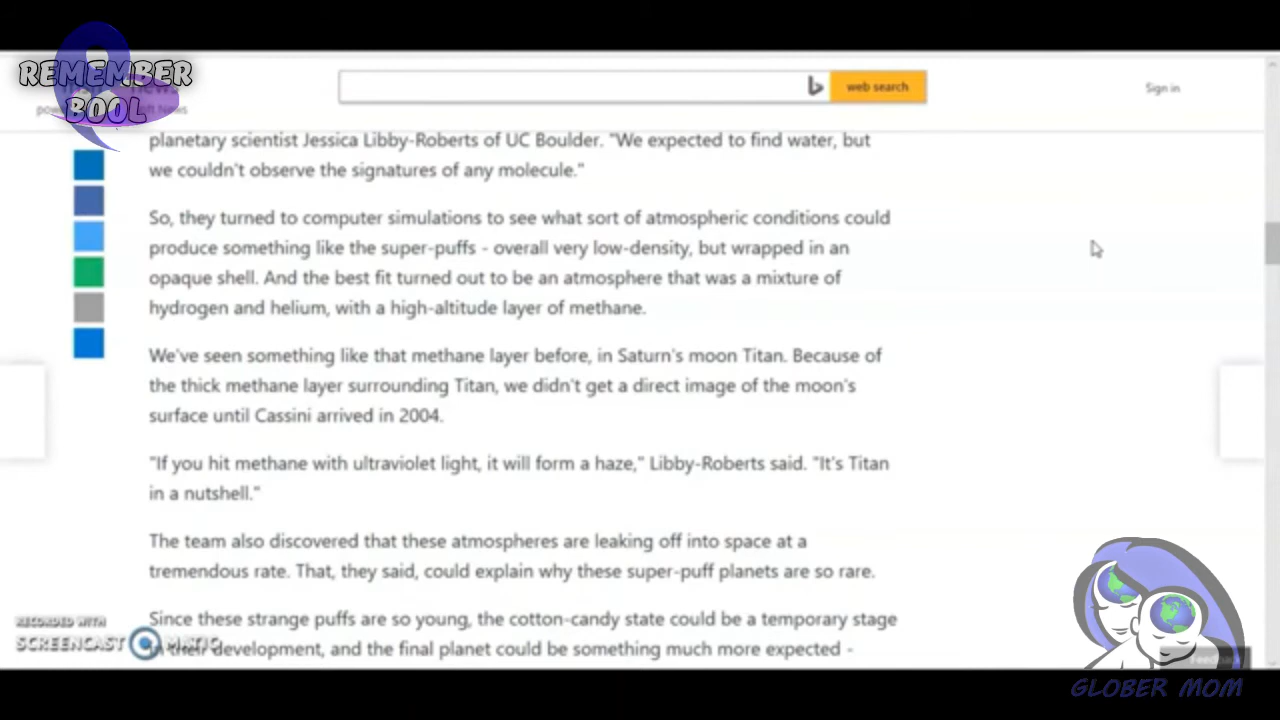 REMEMBER
BOOL
web search
Sign in
planetary scientist Jessica Libby-Roberts of UC Boulder. "We expected to find water, but
we couldn't observe the signatures of any molecule."
So, they turned to computer simulations to see what sort of atmospheric conditions could
produce something like the super-puffs - overall very low-density, but wrapped in an
opaque shell. And the best fit turned out to be an atmosphere that was a mixture of
hydrogen and helium, with a high-altitude layer of methane.
We've seen something like that methane layer before, in Saturn's moon Titan. Because of
the thick methane layer surrounding Titan, we didn't get a direct image of the moon's
surface until Cassini arrived in 2004.
"If you hit methane with ultraviolet light, it will form a haze," Libby-Roberts said. "It's Titan
in a nutshell."
The team also discovered that these atmospheres are leaking off into space at a
tremendous rate. That, they said, could explain why these super-puff planets are so rare.
Since these strange puffs are so young, the cotton-candy state could be a temporary stage
in their development, and the final planet could be something much more expected -
RECORDED WITH
SCREENCAST MATIC
Feedback
GLOBER MOM